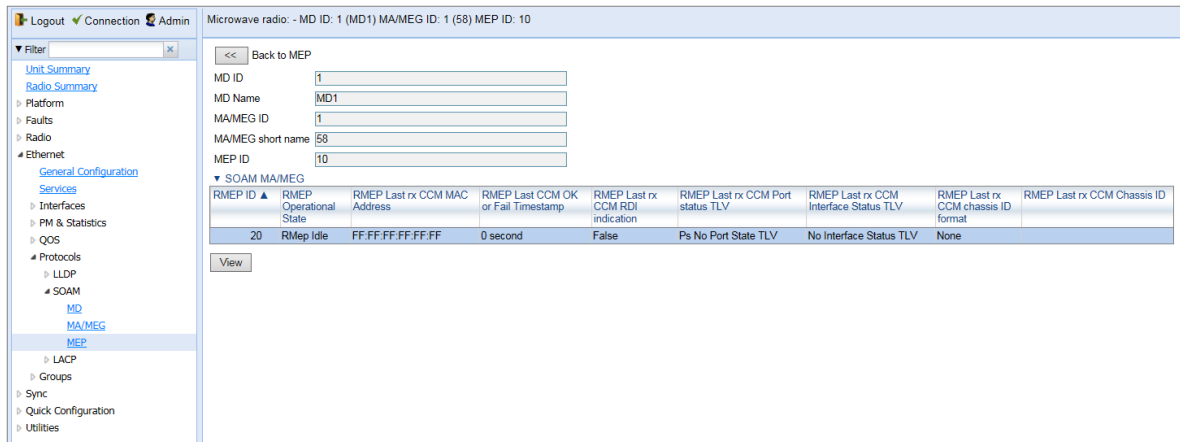 Logout Connection Admin
Microwave radio: - MD ID: 1 (MD1) MA/MEG ID: 1 (58) MEP ID: 10
Filter
Unit Summary
Radio Summary
Platform
Faults
Radio
Ethernet
General Configuration
Services
Interfaces
PM & Statistics
QOS
Protocols
LLDP
SOAM
MD
MA/MEG
MEP
LACP
Groups
Sync
Quick Configuration
Utilities
<< Back to MEP
MD ID 1
MD Name MD1
MA/MEG ID 1
MA/MEG short name 58
MEP ID 10
▼ SOAM MA/MEG
RMEP ID ▲ RMEP Operational State RMEP Last rx CCM MAC Address RMEP Last CCM OK or Fail Timestamp RMEP Last rx CCM RDI indication RMEP Last rx CCM Port status TLV RMEP Last rx CCM Interface Status TLV RMEP Last rx CCM chassis ID format RMEP Last rx CCM Chassis ID
20 RMep Idle FF:FF:FF:FF:FF:FF 0 second False Ps No Port State TLV No Interface Status TLV None
View